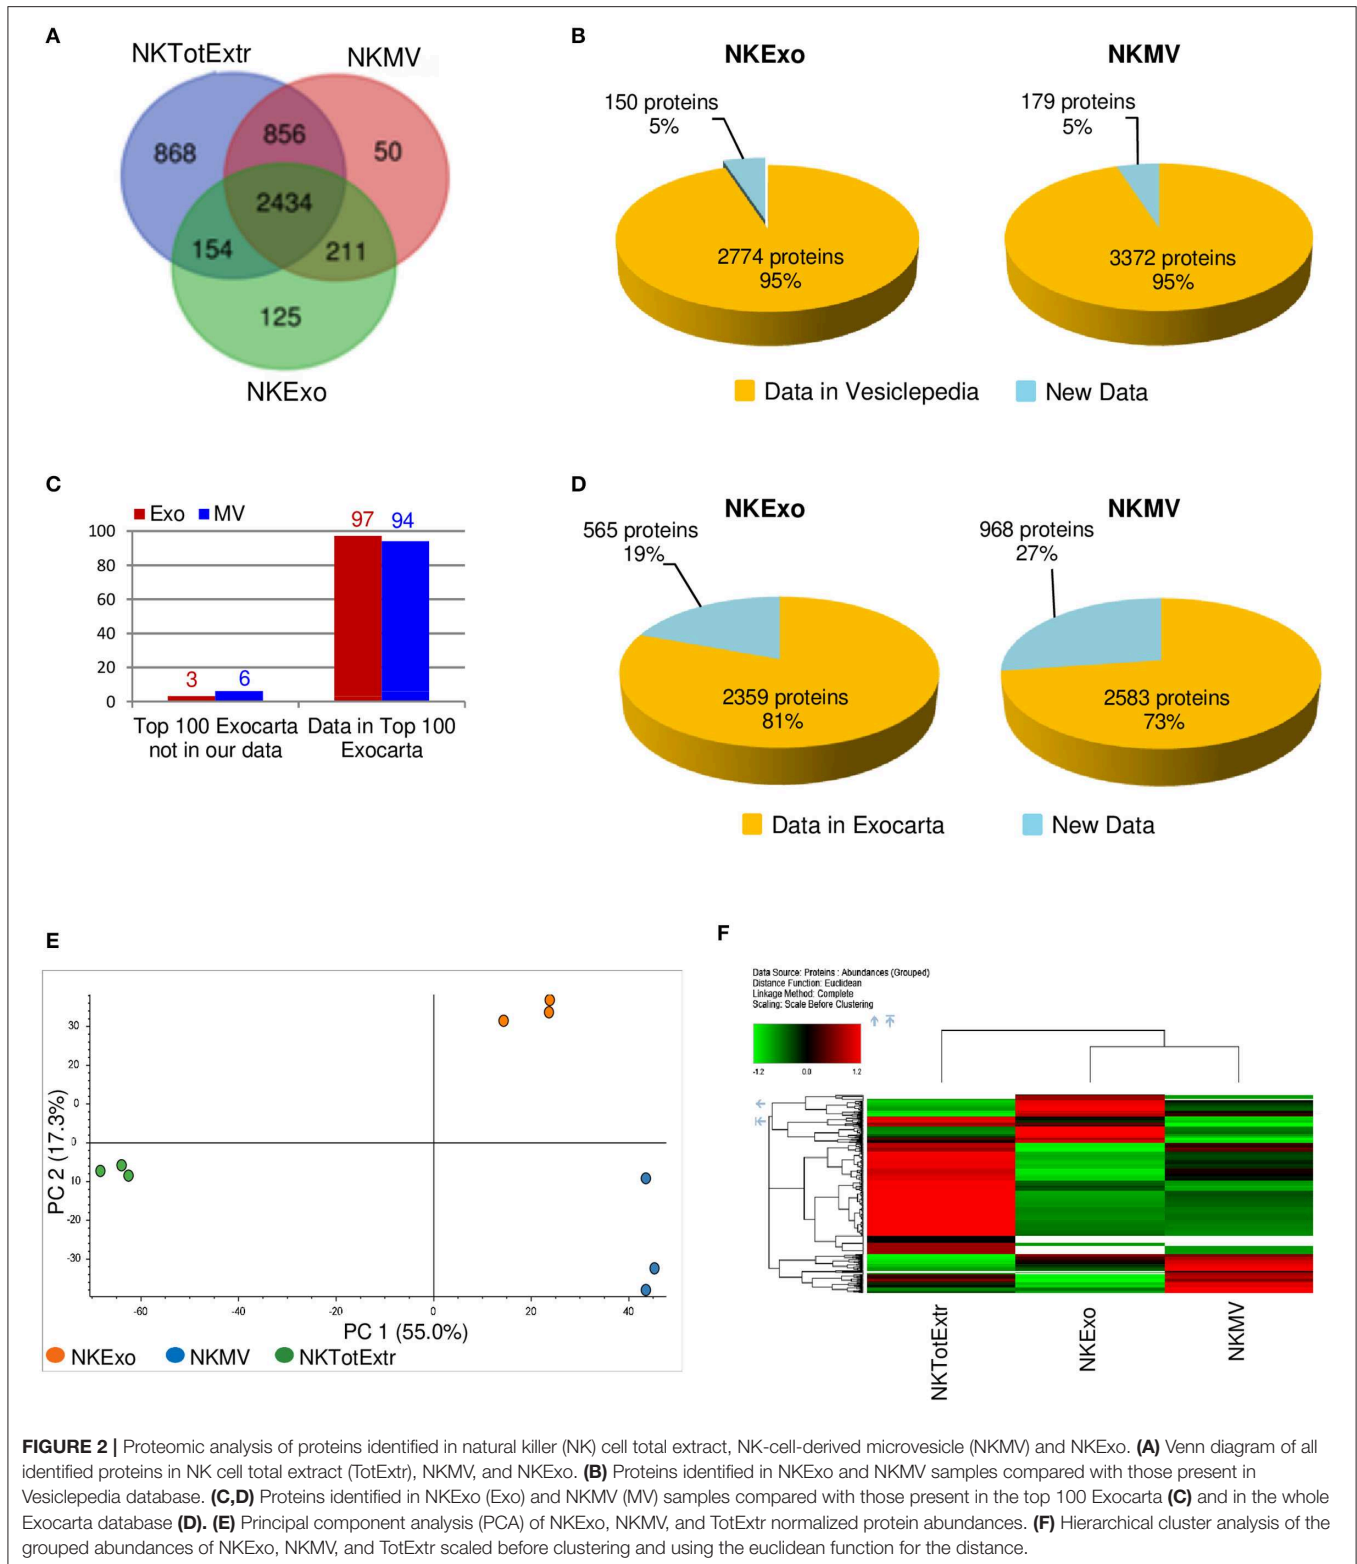 A
NKTotExtr
NKMV
868
856
50
2434
154
211
125
NKExo
B
NKExo
NKMV
150 proteins
5%
179 proteins
5%
2774 proteins
95%
3372 proteins
95%
Data in Vesiclepedia
New Data
C
Exo
MV
97
94
100
80
60
40
20
0
3
6
Top 100 Exocarta
not in our data
Data in Top 100
Exocarta
D
NKExo
NKMV
565 proteins
19%
968 proteins
27%
2359 proteins
81%
2583 proteins
73%
Data in Exocarta
New Data
E
PC 2 (17.3%)
30
20
0
0
10
-20
-30
-60
-40
-20
0
20
40
PC 1 (55.0%)
NKExo
NKMV
NKTotExtr
F
Data Source: Proteins : Abundances (Grouped)
Distance Function: Euclidean
Linkage Method: Complete
Scaling: Scale Before Clustering
-1.2
0.0
1.2
NKTotExtr
NKExo
NKMV
FIGURE 2 | Proteomic analysis of proteins identified in natural killer (NK) cell total extract, NK-cell-derived microvesicle (NKMV) and NKExo. (A) Venn diagram of all
identified proteins in NK cell total extract (TotExtr), NKMV, and NKExo. (B) Proteins identified in NKExo and NKMV samples compared with those present in
Vesiclepedia database. (C,D) Proteins identified in NKExo (Exo) and NKMV (MV) samples compared with those present in the top 100 Exocarta (C) and in the whole
Exocarta database (D). (E) Principal component analysis (PCA) of NKExo, NKMV, and TotExtr normalized protein abundances. (F) Hierarchical cluster analysis of the
grouped abundances of NKExo, NKMV, and TotExtr scaled before clustering and using the euclidean function for the distance.